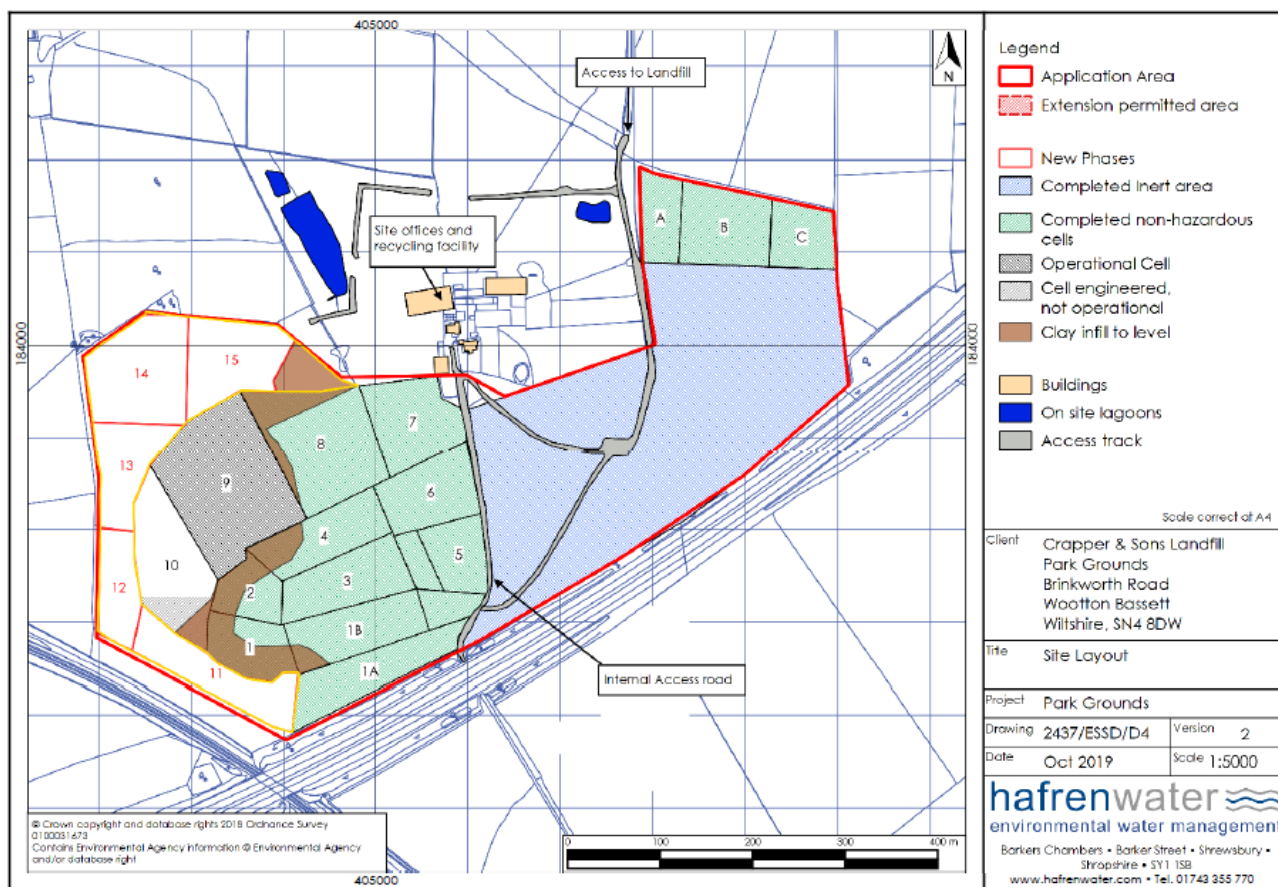 405000
Access to Landfill
N
A
B
C
Site offices and
recycling facility
184000
184000
14
15
13
9
8
7
6
4
5
10
3
12
2
1B
1
11
1A
Internal Access road
© Crown copyright and database rights 2018 Ordnance Survey
0100031673
Contains Environmental Agency information © Environmental Agency
and/or database right
0
100
200
300
400 m
405000
Legend
Application Area
Extension permitted area
New Phases
Completed Inert area
Completed non-hazardous
cells
Operational Cell
Cell engineered,
not operational
Clay infill to level
Buildings
On site lagoons
Access track
Scale correct at A4
Client Crapper & Sons Landfill
Park Grounds
Brinkworth Road
Wootton Bassett
Wiltshire, SN4 8DW
Title Site Layout
Project Park Grounds
Drawing 2437/ESSD/D4 Version 2
Date Oct 2019 Scale 1:5000
hafrenwater
environmental water management
Barkers Chambers • Barker Street • Shrewsbury •
Shropshire • SY1 1SB
www.hafrenwater.com • Tel. 01743 355 770